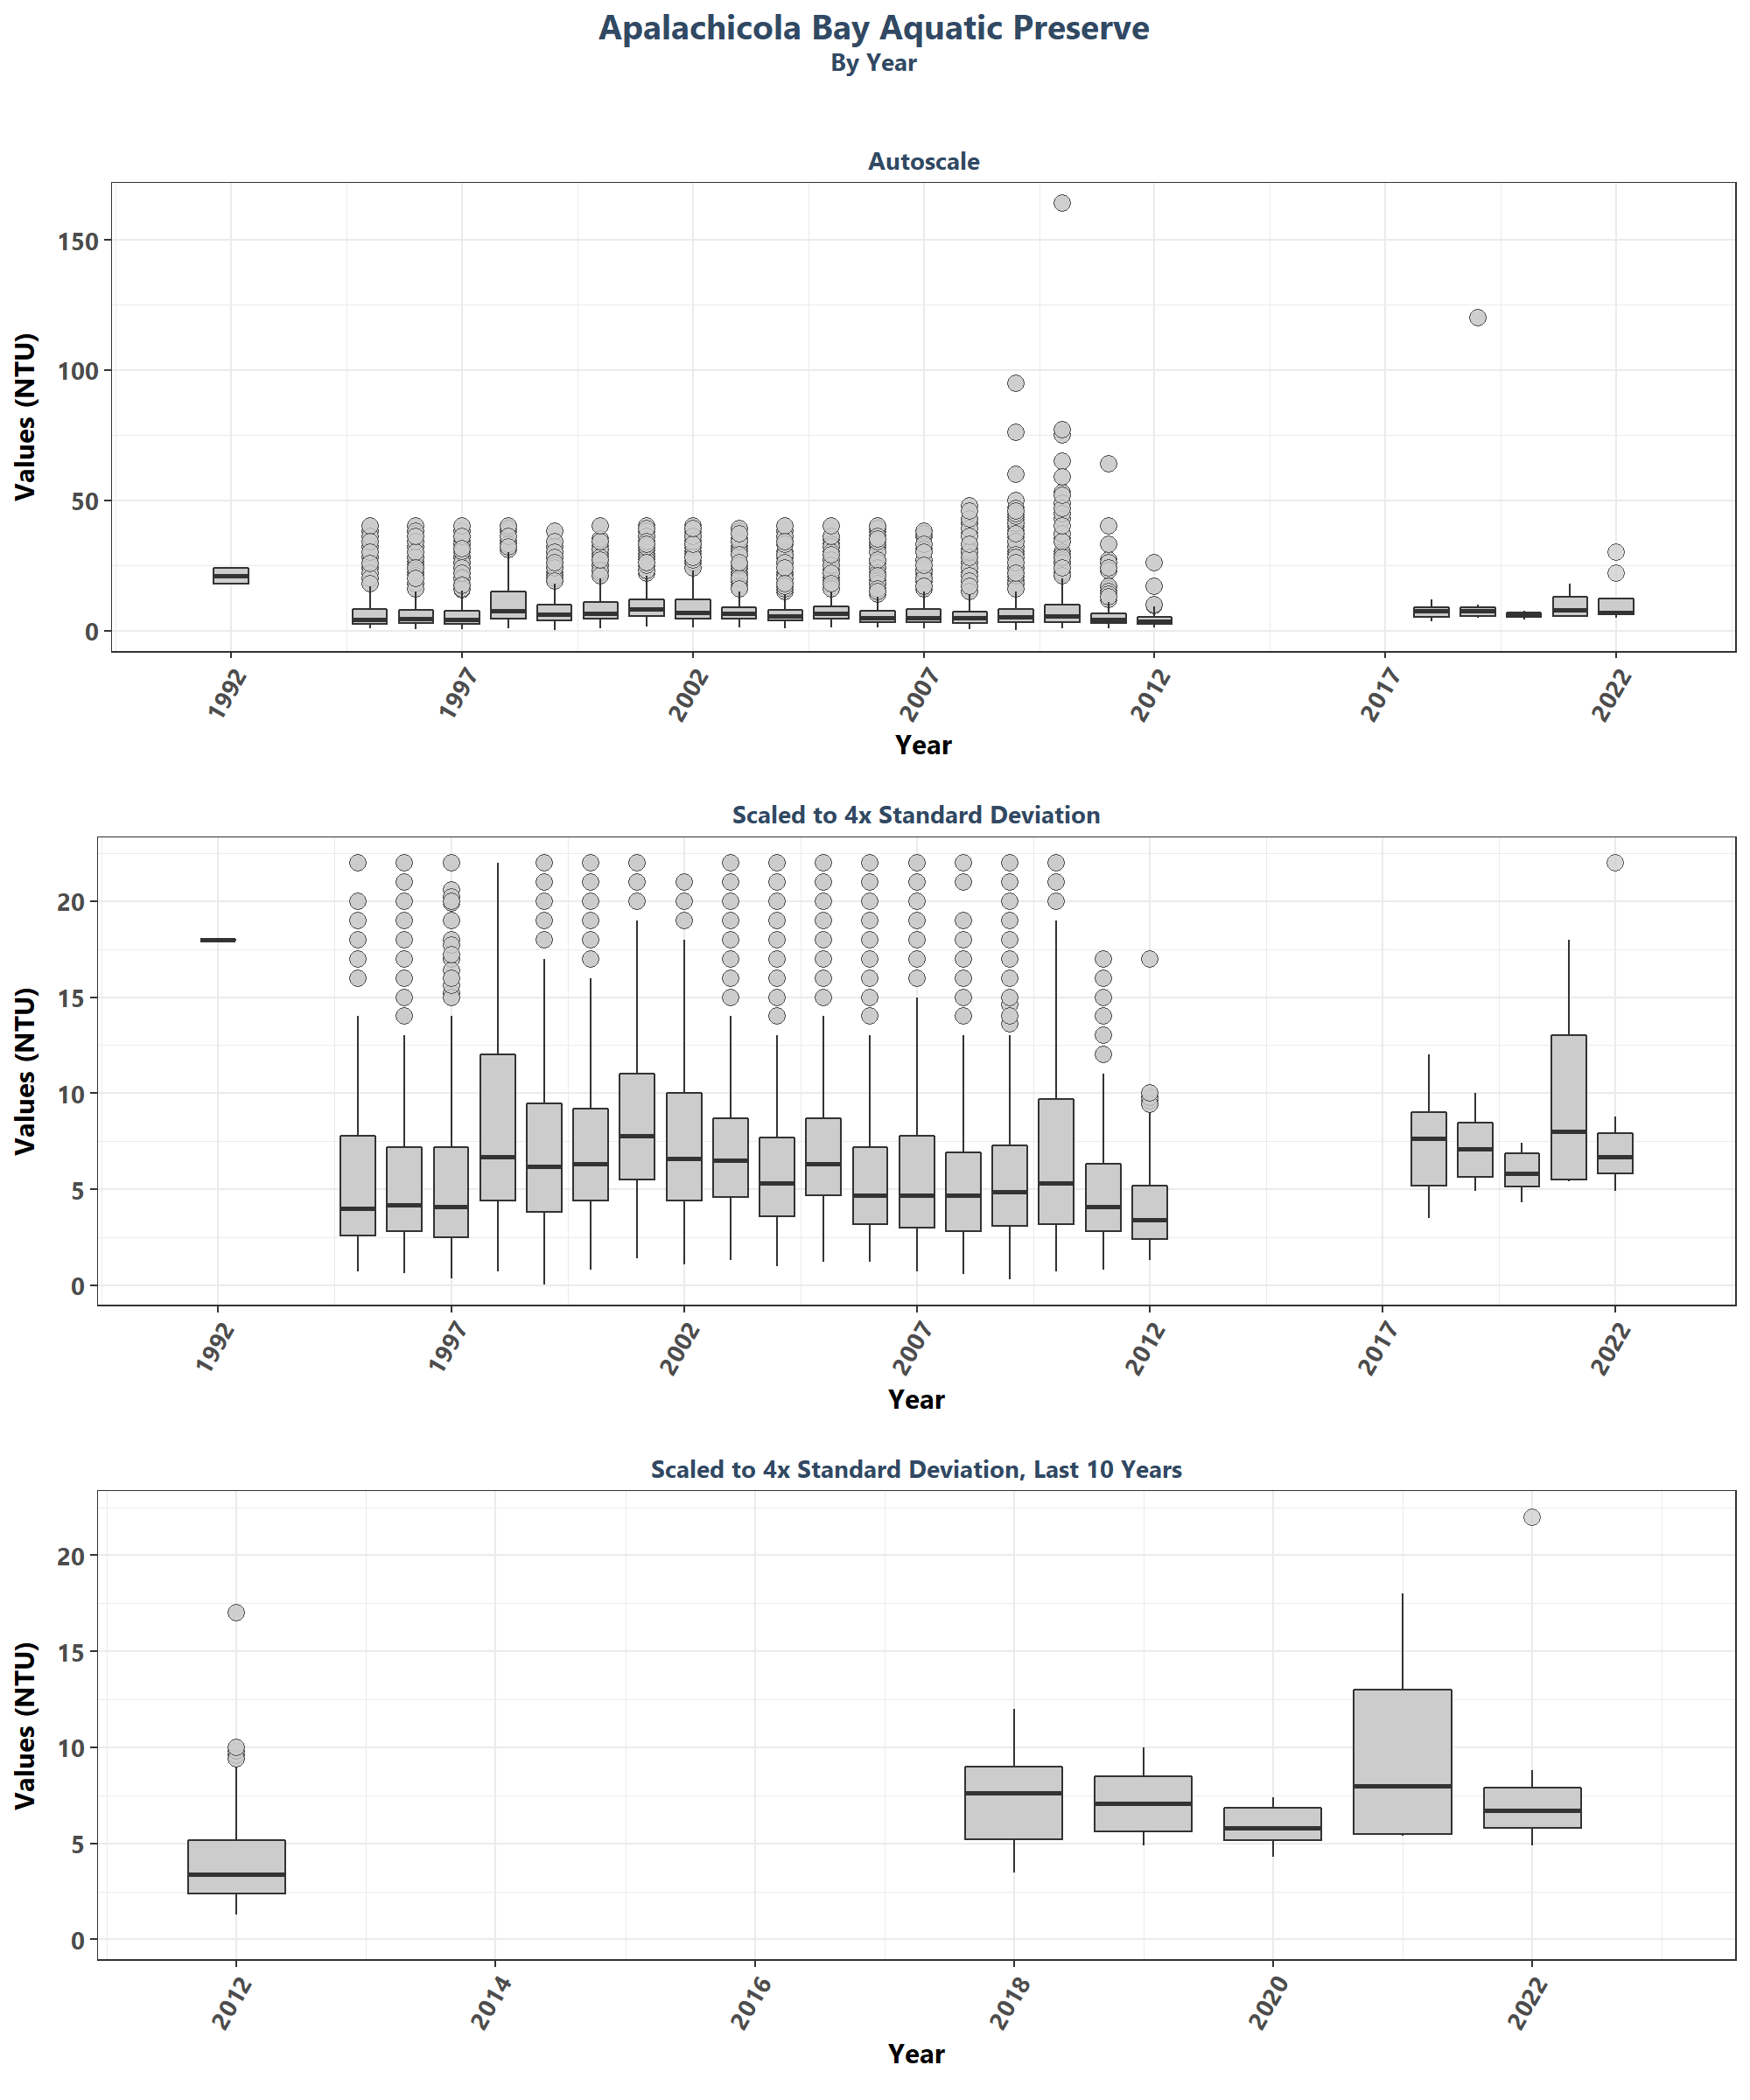 Apalachicola Bay Aquatic Preserve
By Year
Autoscale
Values (NTU)
150
100
50
0
1992 1997 2002 2007 2012 2017 2022
Year
Scaled to 4x Standard Deviation
Values (NTU)
20
15
10
5
0
1992 1997 2002 2007 2012 2017 2022
Year
Scaled to 4x Standard Deviation, Last 10 Years
Values (NTU)
20
15
10
5
0
2012 2014 2016 2018 2020 2022
Year